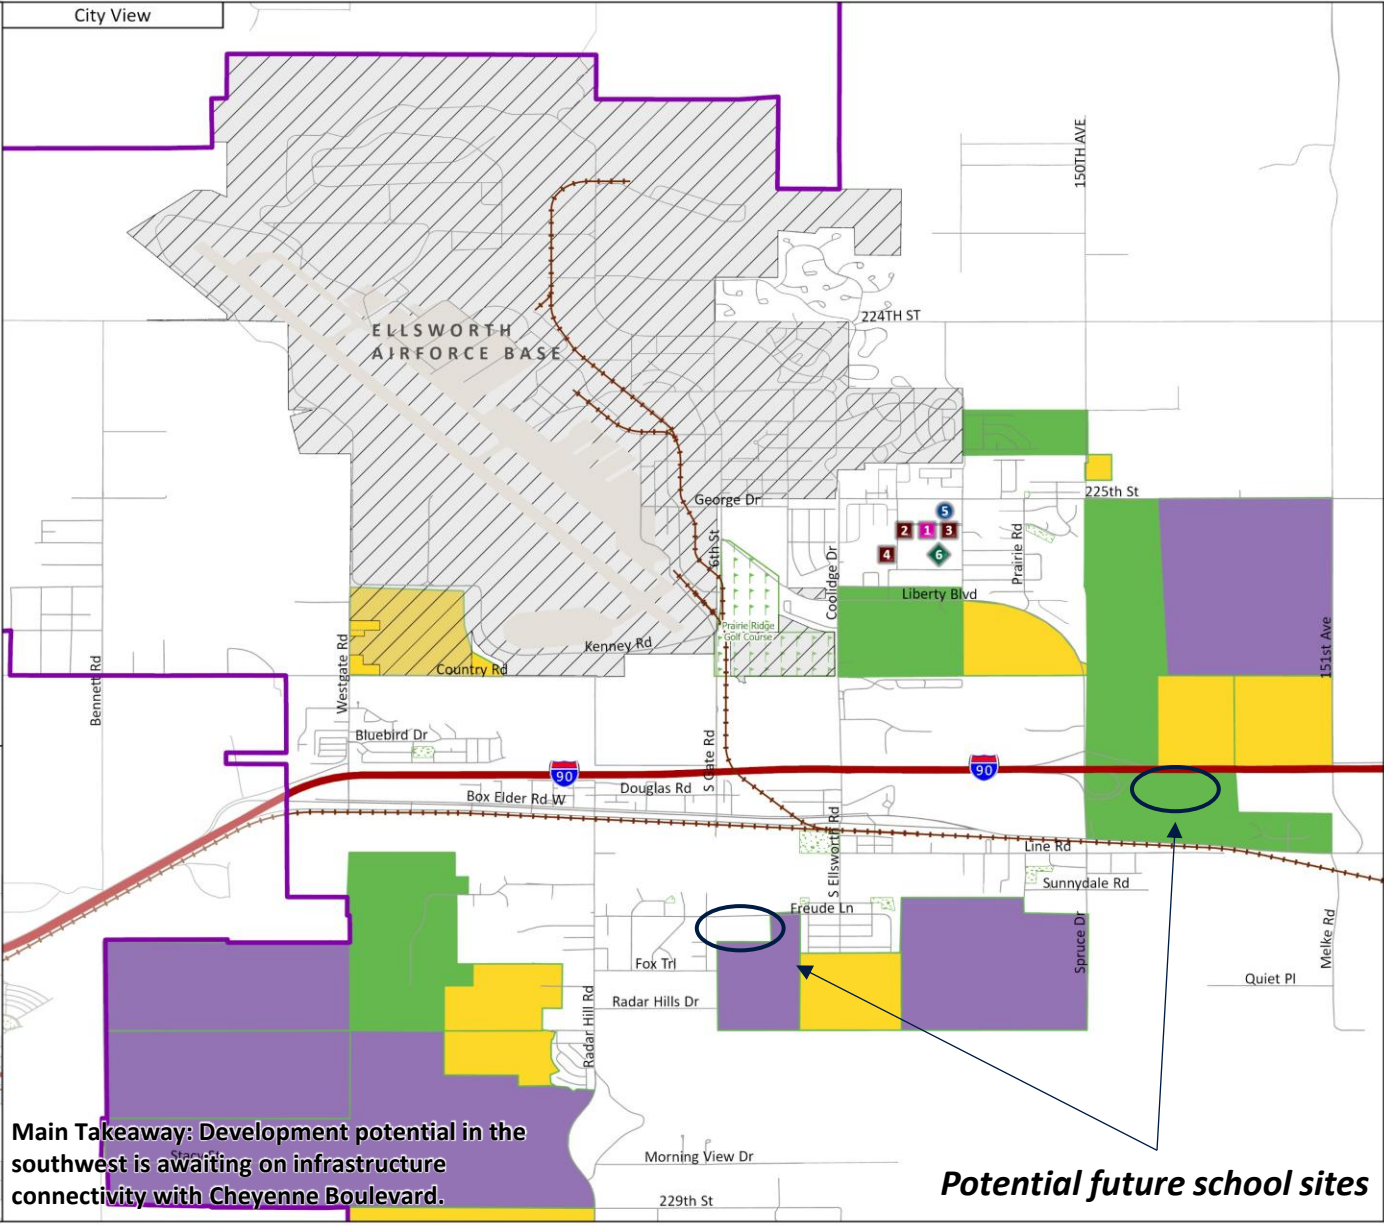 City View
150TH AVE
224TH ST
ELLSWORTH
AIRFORCE BASE
225th St
George Dr
5
2
1
3
4
6
6th St
Coolidge Dr
Prairie Rd
Liberty Blvd
Prairie Ridge
Golf Course
Kenney Rd
Country Rd
Westgate Rd
Bennett Rd
151st Ave
Bluebird Dr
S Gate Rd
90
90
Douglas Rd
Box Elder Rd W
S Ellsworth Rd
Line Rd
Sunnydale Rd
Freude Ln
Spruce Dr
Melke Rd
Fox Trl
Quiet Pl
Radar Hills Dr
Radar Hill Rd
Main Takeaway: Development potential in the
southwest is awaiting on infrastructure
connectivity with Cheyenne Boulevard.
Stacy St
Morning View Dr
229th St
Potential future school sites